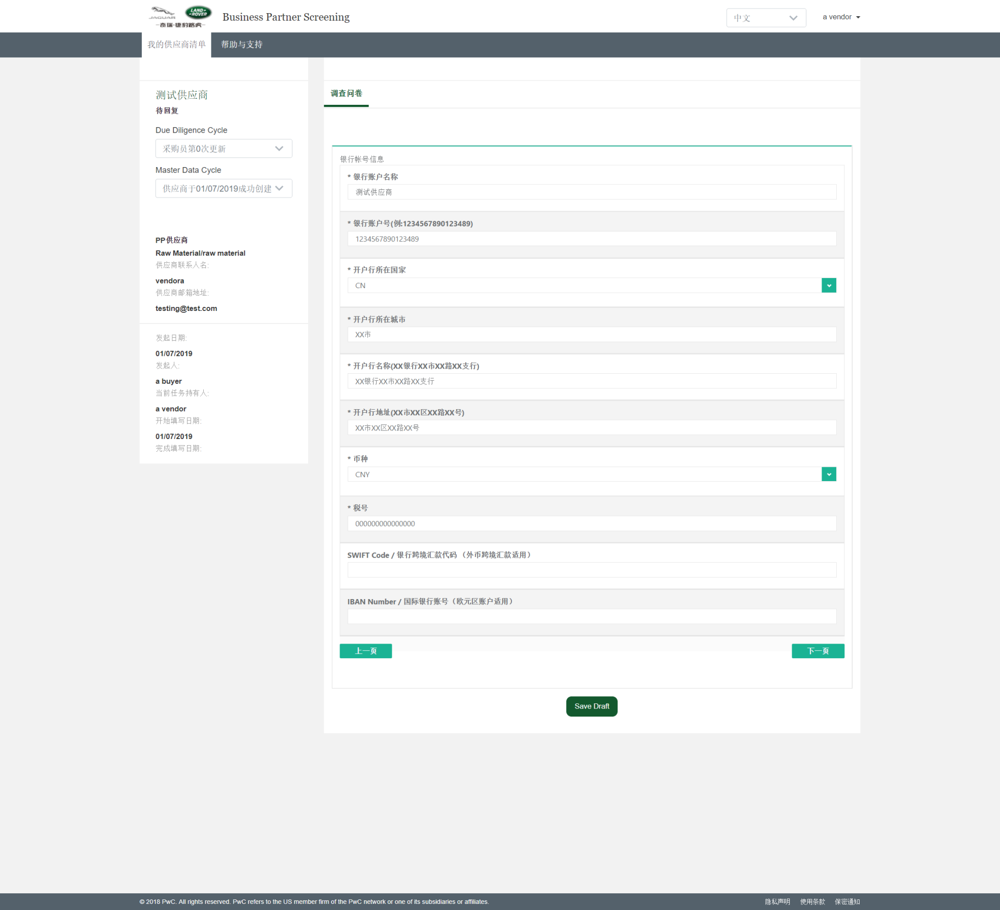 JAGUAR
LAND-
-ROVER
奇瑞·捷豹路虎
Business Partner Screening
中文
a vendor
我的供应商清单
帮助与支持
测试供应商
待回复
Due Diligence Cycle
采购员第0次更新
Master Data Cycle
供应商于01/07/2019成功创建
PP供应商
Raw Material/raw material
供应商联系人名:
vendora
供应商邮箱地址:
testing@test.com
发起日期:
01/07/2019
发起人:
a buyer
当前任务持有人:
a vendor
开始填写日期:
01/07/2019
完成填写日期:
调查问卷
银行帐号信息
* 银行账户名称
测试供应商
* 银行账户号(例:1234567890123489)
1234567890123489
* 开户行所在国家
CN
* 开户行所在城市
XX市
* 开户行名称(XX银行XX市XX路XX支行)
XX银行XX市XX路XX支行
* 开户行地址(XX市XX区XX路XX号)
XX市XX区XX路XX号
* 币种
CNY
* 税号
000000000000000
SWIFT Code / 银行跨境汇款代码 （外币跨境汇款适用）
IBAN Number / 国际银行账号（欧元区账户适用）
上一页
下一页
Save Draft
© 2018 PwC. All rights reserved. PwC refers to the US member firm of the PwC network or one of its subsidiaries or affiliates.
隐私声明
使用条款
保密通知